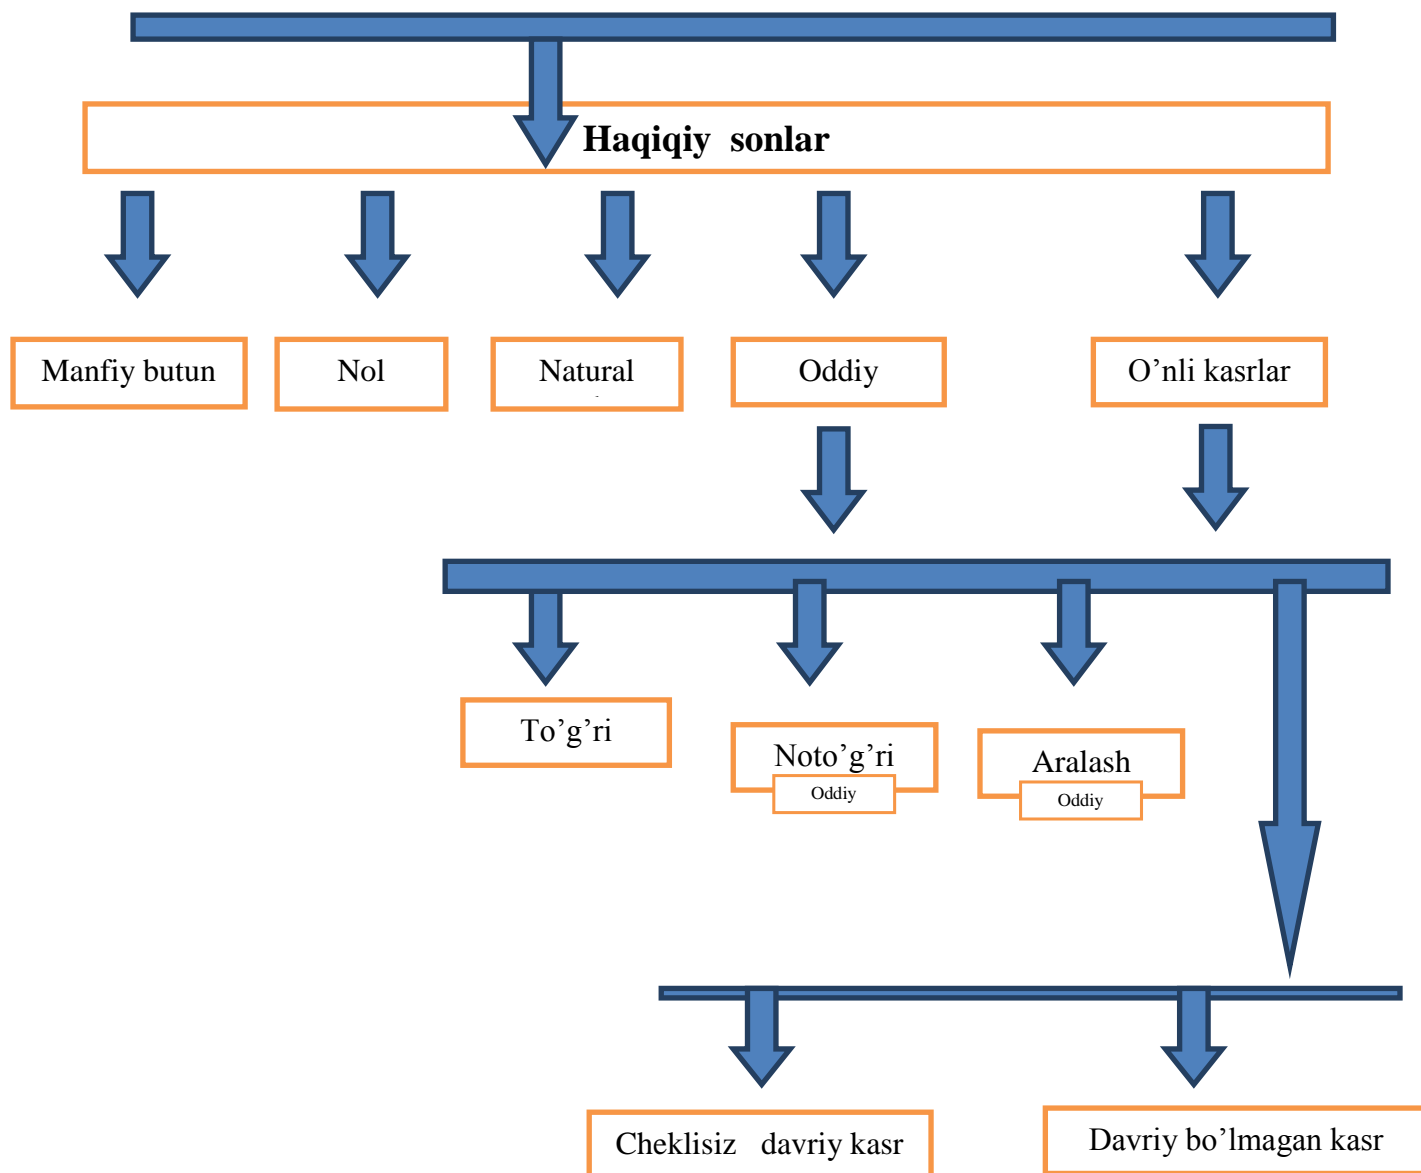 Haqiqiy sonlar
Manfiy butun
Nol
Natural
Oddiy
O’nli kasrlar
To’g’ri
Noto’g’ri
Oddiy
Aralash
Oddiy
Cheklisiz davriy kasr
Davriy bo’lmagan kasr